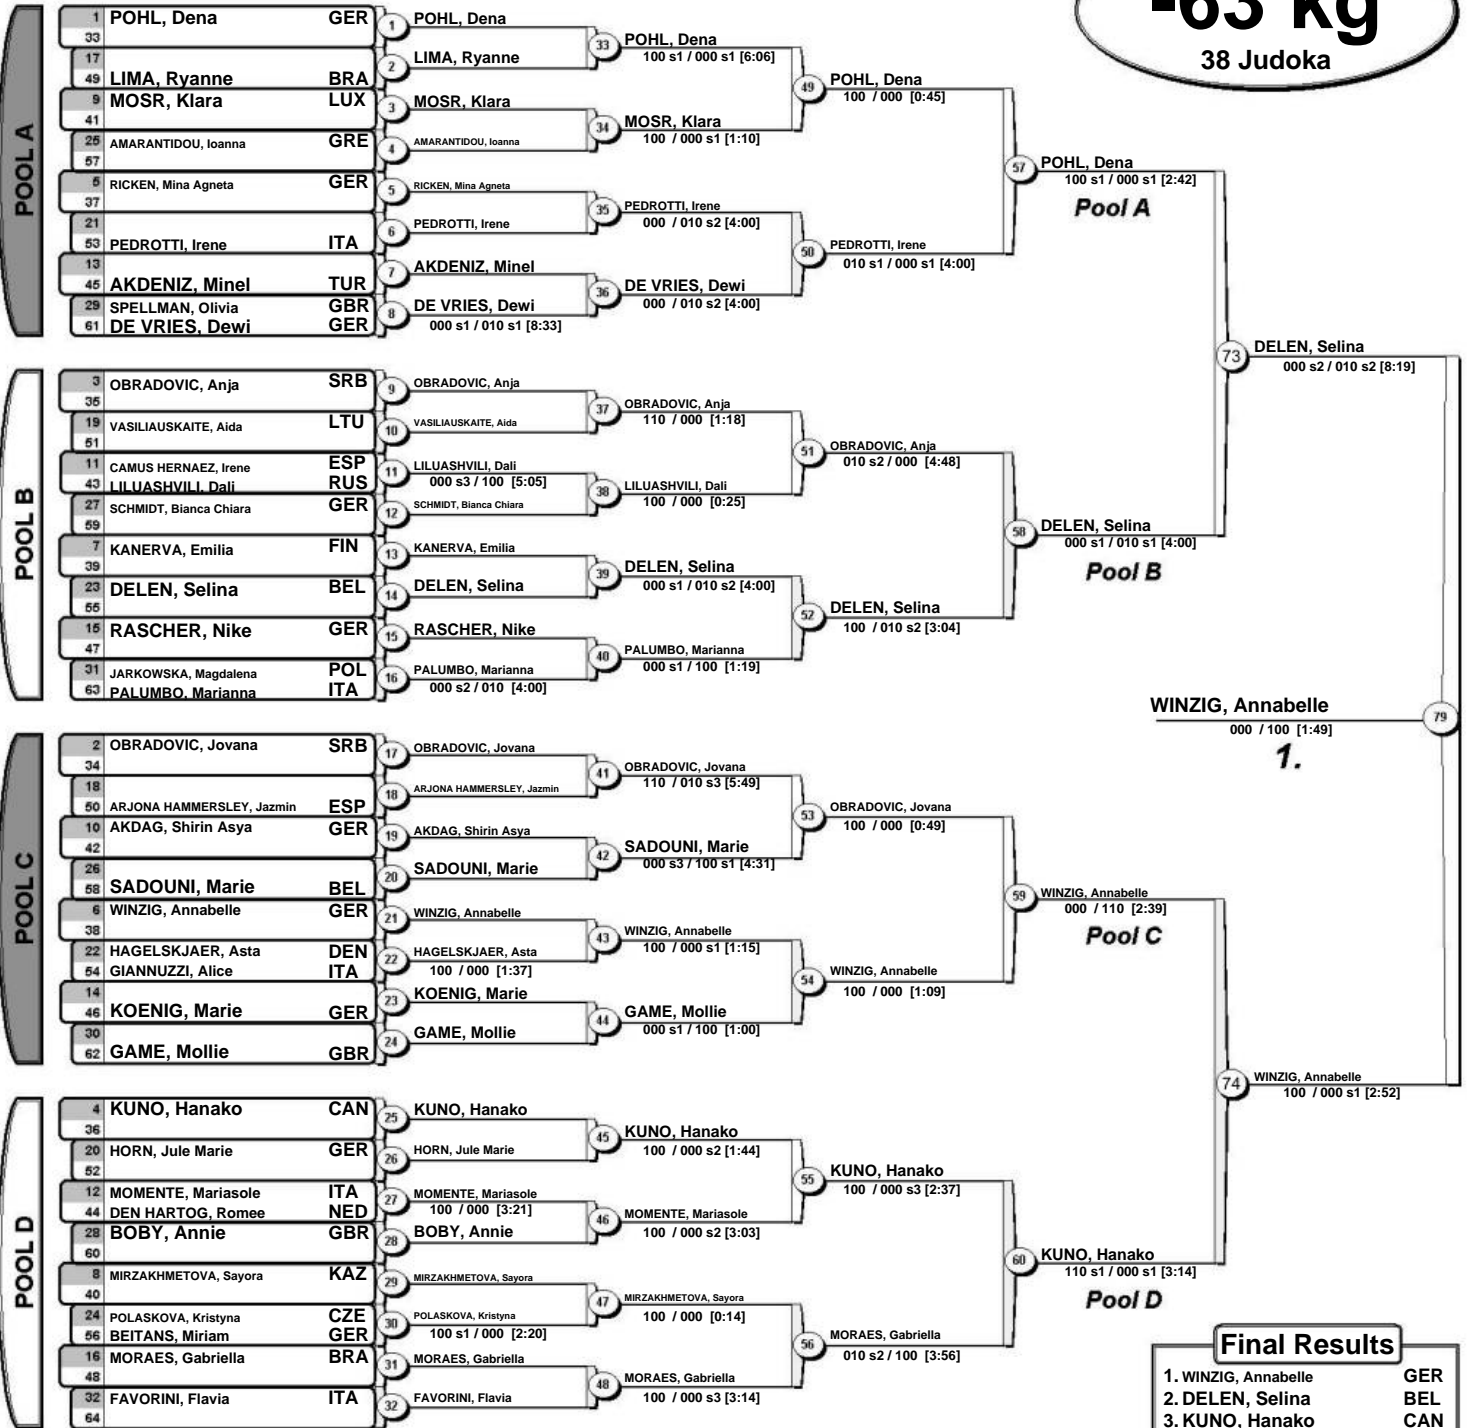 -63 kg
38 Judoka
POOL A
1 POHL, Dena GER
33
17
49 LIMA, Ryanne BRA
9 MOSR, Klara LUX
41
25 AMARANTIDOU, Ioanna GRE
57
5 RICKEN, Mina Agneta GER
37
21
53 PEDROTTI, Irene ITA
13
45 AKDENIZ, Minel TUR
29 SPELLMAN, Olivia GBR
61 DE VRIES, Dewi GER
1 POHL, Dena
2 LIMA, Ryanne
3 MOSR, Klara
4 AMARANTIDOU, Ioanna
5 RICKEN, Mina Agneta
6 PEDROTTI, Irene
7 AKDENIZ, Minel
8 DE VRIES, Dewi
000 s1 / 010 s1 [8:33]
33 POHL, Dena
100 s1 / 000 s1 [6:06]
34 MOSR, Klara
100 / 000 s1 [1:10]
35 PEDROTTI, Irene
000 / 010 s2 [4:00]
36 DE VRIES, Dewi
000 / 010 s2 [4:00]
49 POHL, Dena
100 / 000 [0:45]
50 PEDROTTI, Irene
010 s1 / 000 s1 [4:00]
57 POHL, Dena
100 s1 / 000 s1 [2:42]
Pool A
POOL B
3 OBRADOVIC, Anja SRB
35
19 VASILIAUSKAITE, Aida LTU
51
11 CAMUS HERNAEZ, Irene ESP
43 LILUASHVILI, Dali RUS
27 SCHMIDT, Bianca Chiara GER
59
7 KANERVA, Emilia FIN
39
23 DELEN, Selina BEL
55
15 RASCHER, Nike GER
47
31 JARKOWSKA, Magdalena POL
63 PALUMBO, Marianna ITA
9 OBRADOVIC, Anja
10 VASILIAUSKAITE, Aida
11 LILUASHVILI, Dali
000 s3 / 100 [5:05]
12 SCHMIDT, Bianca Chiara
13 KANERVA, Emilia
14 DELEN, Selina
15 RASCHER, Nike
16 PALUMBO, Marianna
000 s2 / 010 [4:00]
37 OBRADOVIC, Anja
110 / 000 [1:18]
38 LILUASHVILI, Dali
100 / 000 [0:25]
39 DELEN, Selina
000 s1 / 010 s2 [4:00]
40 PALUMBO, Marianna
000 s1 / 100 [1:19]
51 OBRADOVIC, Anja
010 s2 / 000 [4:48]
52 DELEN, Selina
100 / 010 s2 [3:04]
58 DELEN, Selina
000 s1 / 010 s1 [4:00]
Pool B
73 DELEN, Selina
000 s2 / 010 s2 [8:19]
WINZIG, Annabelle 79
000 / 100 [1:49]
1.
POOL C
2 OBRADOVIC, Jovana SRB
34
18
50 ARJONA HAMMERSLEY, Jazmin ESP
10 AKDAG, Shirin Asya GER
42
26
58 SADOUNI, Marie BEL
6 WINZIG, Annabelle GER
38
22 HAGELSKJAER, Asta DEN
54 GIANNUZZI, Alice ITA
14
46 KOENIG, Marie GER
30
62 GAME, Mollie GBR
17 OBRADOVIC, Jovana
18 ARJONA HAMMERSLEY, Jazmin
19 AKDAG, Shirin Asya
20 SADOUNI, Marie
21 WINZIG, Annabelle
22 HAGELSKJAER, Asta
100 / 000 [1:37]
23 KOENIG, Marie
24 GAME, Mollie
41 OBRADOVIC, Jovana
110 / 010 s3 [5:49]
42 SADOUNI, Marie
000 s3 / 100 s1 [4:31]
43 WINZIG, Annabelle
100 / 000 s1 [1:15]
44 GAME, Mollie
000 s1 / 100 [1:00]
53 OBRADOVIC, Jovana
100 / 000 [0:49]
54 WINZIG, Annabelle
100 / 000 [1:09]
59 WINZIG, Annabelle
000 / 110 [2:39]
Pool C
74 WINZIG, Annabelle
100 / 000 s1 [2:52]
POOL D
4 KUNO, Hanako CAN
36
20 HORN, Jule Marie GER
52
12 MOMENTE, Mariasole ITA
44 DEN HARTOG, Romee NED
28 BOBY, Annie GBR
60
8 MIRZAKHMETOVA, Sayora KAZ
40
24 POLASKOVA, Kristyna CZE
56 BEITANS, Miriam GER
16 MORAES, Gabriella BRA
48
32 FAVORINI, Flavia ITA
64
25 KUNO, Hanako
26 HORN, Jule Marie
27 MOMENTE, Mariasole
100 / 000 [3:21]
28 BOBY, Annie
29 MIRZAKHMETOVA, Sayora
30 POLASKOVA, Kristyna
100 s1 / 000 [2:20]
31 MORAES, Gabriella
32 FAVORINI, Flavia
45 KUNO, Hanako
100 / 000 s2 [1:44]
46 MOMENTE, Mariasole
100 / 000 s2 [3:03]
47 MIRZAKHMETOVA, Sayora
100 / 000 [0:14]
48 MORAES, Gabriella
100 / 000 s3 [3:14]
55 KUNO, Hanako
100 / 000 s3 [2:37]
56 MORAES, Gabriella
010 s2 / 100 [3:56]
60 KUNO, Hanako
110 s1 / 000 s1 [3:14]
Pool D
Final Results
1. WINZIG, Annabelle GER
2. DELEN, Selina BEL
3. KUNO, Hanako CAN